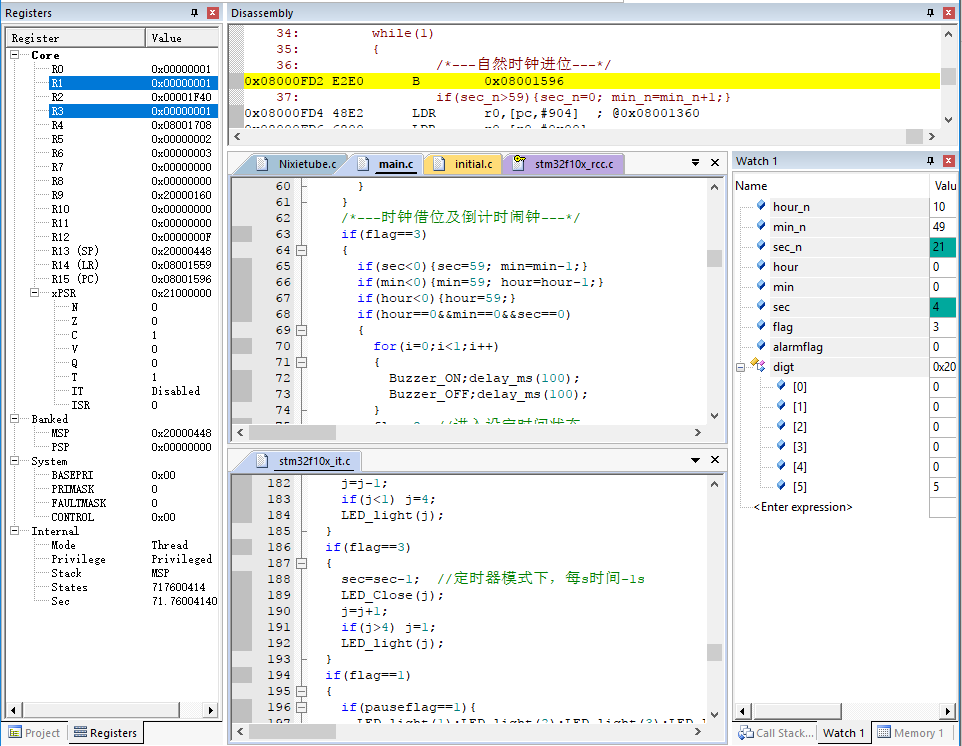 Registers
Register Value
Core
R0 0x00000001
R1 0x00000001
R2 0x00001F40
R3 0x00000001
R4 0x08001708
R5 0x00000002
R6 0x00000003
R7 0x00000000
R8 0x00000000
R9 0x20000160
R10 0x00000000
R11 0x00000000
R12 0x0000000F
R13 (SP) 0x20000448
R14 (LR) 0x08001559
R15 (PC) 0x08001596
xPSR 0x21000000
N 0
Z 0
C 1
V 0
Q 0
T 1
IT Disabled
ISR 0
Banked
MSP 0x20000448
PSP 0x00000000
System
BASEPRI 0x00
PRIMASK 0
FAULTMASK 0
CONTROL 0x00
Internal
Mode Thread
Privilege Privileged
Stack MSP
States 717600414
Sec 71.76004140
Project Registers
Disassembly
34: while(1)
35: {
36: /*---自然时钟进位---*/
0x08000FD2 E2E0 B 0x08001596
37: if(sec_n>59){sec_n=0; min_n=min_n+1;}
0x08000FD4 48E2 LDR r0,[pc,#904] ; @0x08001360
Nixietube.c main.c initial.c stm32f10x_rcc.c
60 }
61 }
62 /*---时钟借位及倒计时闹钟---*/
63 if(flag==3)
64 {
65 if(sec<0){sec=59; min=min-1;}
66 if(min<0){min=59; hour=hour-1;}
67 if(hour<0){hour=59;}
68 if(hour==0&&min==0&&sec==0)
69 {
70 for(i=0;i<1;i++)
71 {
72 Buzzer_ON;delay_ms(100);
73 Buzzer_OFF;delay_ms(100);
74 }
stm32f10x_it.c
182 j=j-1;
183 if(j<1) j=4;
184 LED_light(j);
185 }
186 if(flag==3)
187 {
188 sec=sec-1; //定时器模式下，每s时间-1s
189 LED_Close(j);
190 j=j+1;
191 if(j>4) j=1;
192 LED_light(j);
193 }
194 if(flag==1)
195 {
196 if(pauseflag==1){
197 LED_light(1);LED_light(2);LED_light(3);LED_l
Watch 1
Name Valu
hour_n 10
min_n 49
sec_n 21
hour 0
min 0
sec 4
flag 3
alarmflag 0
digt 0x20
[0] 0
[1] 0
[2] 0
[3] 0
[4] 0
[5] 5
<Enter expression>
Call Stack... Watch 1 Memory 1